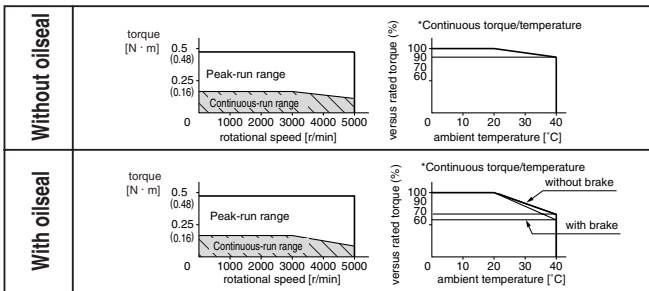 Without oilseal
torque
[N · m]
0.5
(0.48)
0.25
(0.16)
0
Peak-run range
Continuous-run range
1000 2000 3000 4000 5000
rotational speed [r/min]
*Continuous torque/temperature
versus rated torque (%)
100
90
70
60
0 10 20 30 40
ambient temperature [˚C]
With oilseal
torque
[N · m]
0.5
(0.48)
0.25
(0.16)
0
Peak-run range
Continuous-run range
1000 2000 3000 4000 5000
rotational speed [r/min]
*Continuous torque/temperature
versus rated torque (%)
without brake
100
90
70
60
with brake
0 10 20 30 40
ambient temperature [˚C]